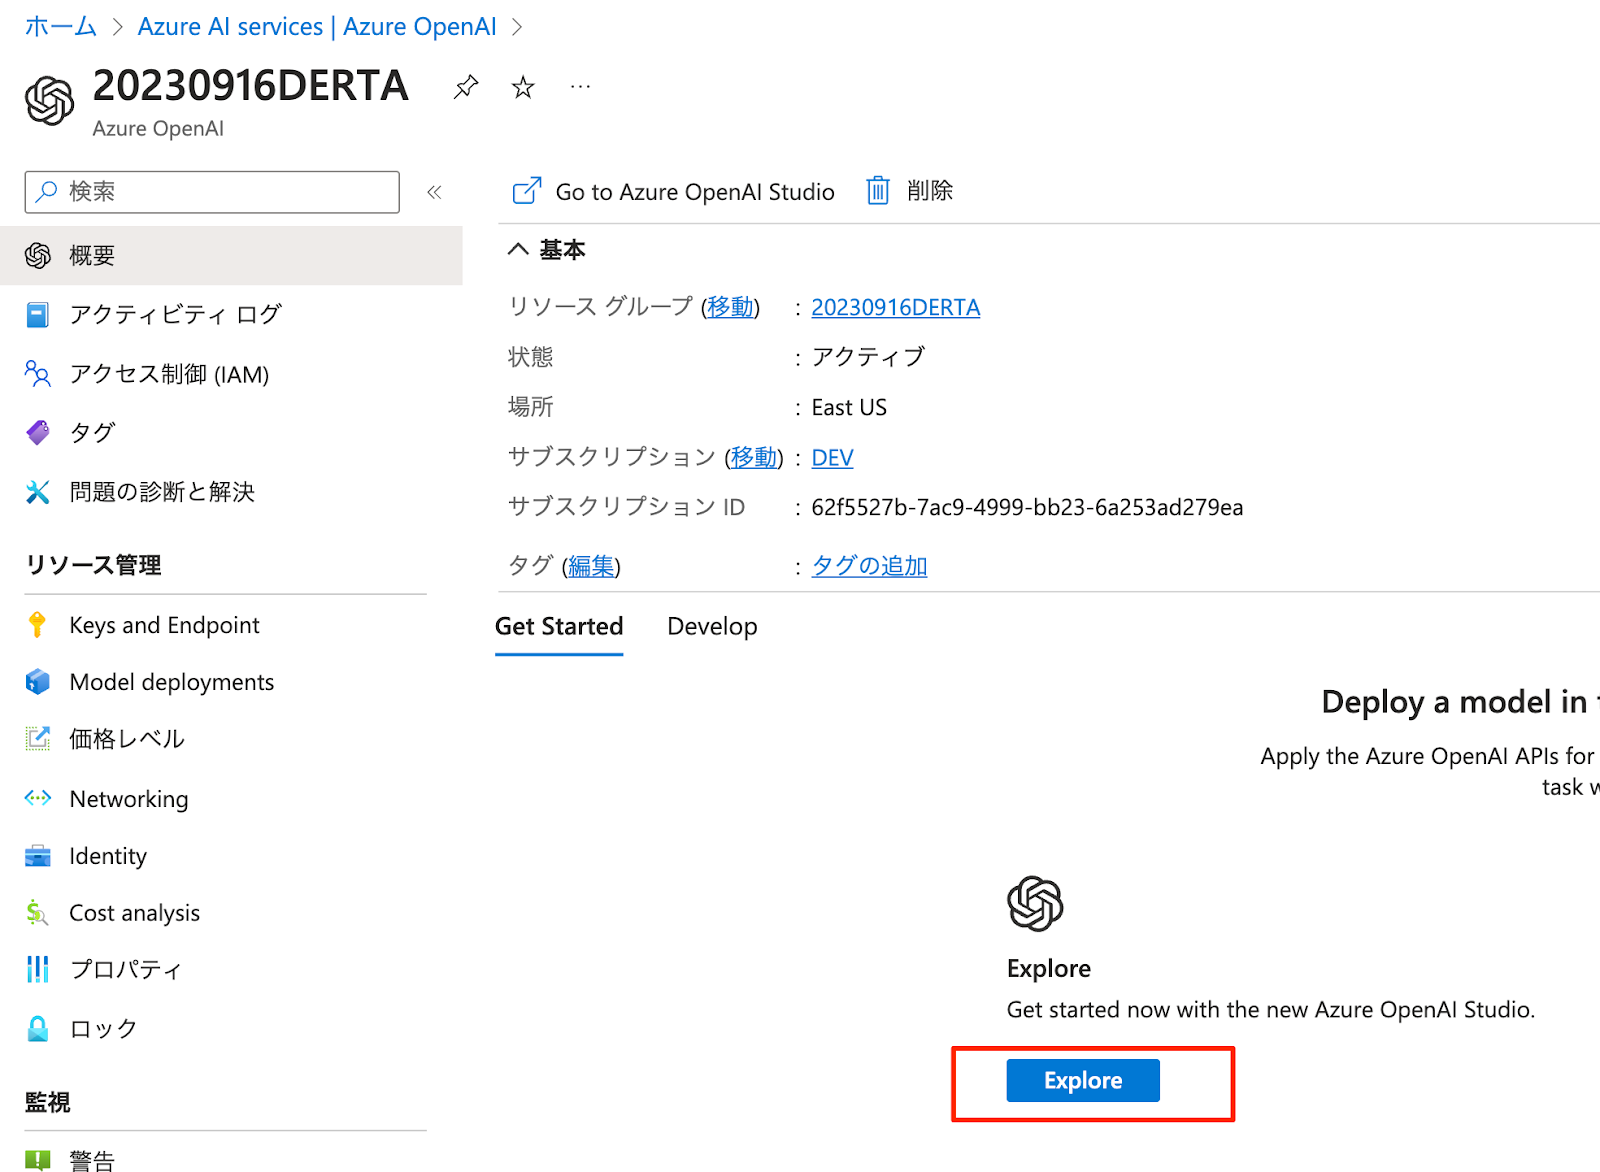 ホーム > Azure AI services | Azure OpenAI >
20230916DERTA
Azure OpenAI
検索
概要
アクティビティ ログ
アクセス制御 (IAM)
タグ
問題の診断と解決
リソース管理
Keys and Endpoint
Model deployments
価格レベル
Networking
Identity
Cost analysis
プロパティ
ロック
監視
警告
Go to Azure OpenAI Studio 削除
基本
リソース グループ (移動) : 20230916DERTA
状態 : アクティブ
場所 : East US
サブスクリプション (移動) : DEV
サブスクリプション ID : 62f5527b-7ac9-4999-bb23-6a253ad279ea
タグ (編集) : タグの追加
Get Started Develop
Deploy a model in
Apply the Azure OpenAI APIs for
task
Explore
Get started now with the new Azure OpenAI Studio.
Explore